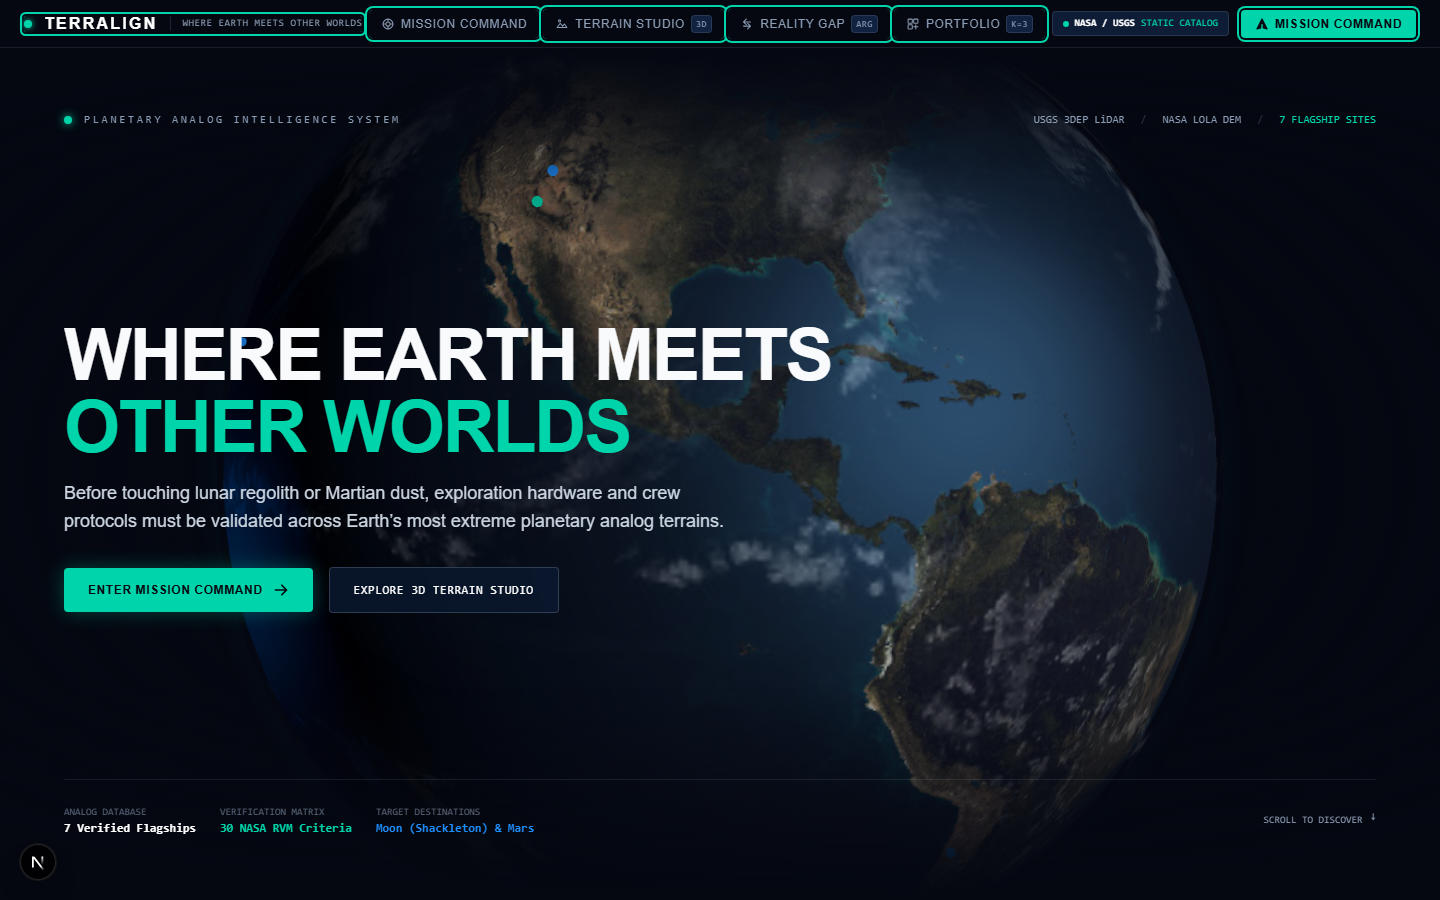 TERRALIGN
WHERE EARTH MEETS OTHER WORLDS
MISSION COMMAND
TERRAIN STUDIO 3D
REALITY GAP ARG
PORTFOLIO K=3
NASA / USGS STATIC CATALOG
MISSION COMMAND
PLANETARY ANALOG INTELLIGENCE SYSTEM
USGS 3DEP LiDAR / NASA LOLA DEM / 7 FLAGSHIP SITES
WHERE EARTH MEETS
OTHER WORLDS
Before touching lunar regolith or Martian dust, exploration hardware and crew
protocols must be validated across Earth's most extreme planetary analog terrains.
ENTER MISSION COMMAND →
EXPLORE 3D TERRAIN STUDIO
ANALOG DATABASE
7 Verified Flagships
VERIFICATION MATRIX
30 NASA RVM Criteria
TARGET DESTINATIONS
Moon (Shackleton) & Mars
SCROLL TO DISCOVER ↓
N